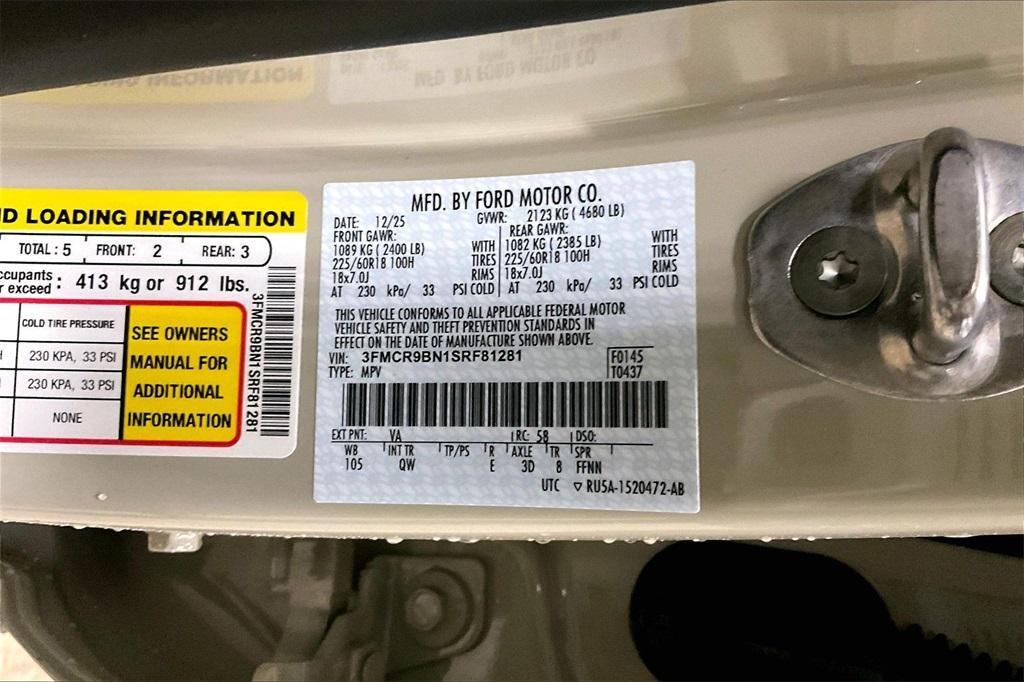 ND LOADING INFORMATION
TOTAL: 5 FRONT: 2 REAR: 3
ccupants
r exceed: 413 kg or 912 lbs.
COLD TIRE PRESSURE
230 KPA, 33 PSI
230 KPA, 33 PSI
NONE
SEE OWNERS
MANUAL FOR
ADDITIONAL
INFORMATION
3FMCR9BN1SRF81281
MFD. BY FORD MOTOR CO.
DATE: 12/25 GVWR: 2123 KG ( 4680 LB)
FRONT GAWR: REAR GAWR:
1089 KG ( 2400 LB) WITH 1082 KG ( 2385 LB) WITH
225/60R18 100H TIRES 225/60R18 100H TIRES
18x7.0J RIMS 18x7.0J RIMS
AT 230 kPa/ 33 PSI COLD AT 230 kPa/ 33 PSI COLD
THIS VEHICLE CONFORMS TO ALL APPLICABLE FEDERAL MOTOR
VEHICLE SAFETY AND THEFT PREVENTION STANDARDS IN
EFFECT ON THE DATE OF MANUFACTURE SHOWN ABOVE.
VIN: 3FMCR9BN1SRF81281 F0145
TYPE: MPV T0437
EXT PNT: VA RC: 58 DSO:
WB INT TR TP/PS R AXLE TR SPR
105 QW E 3D 8 FFNN
UTC ▽ RU5A-1520472-AB